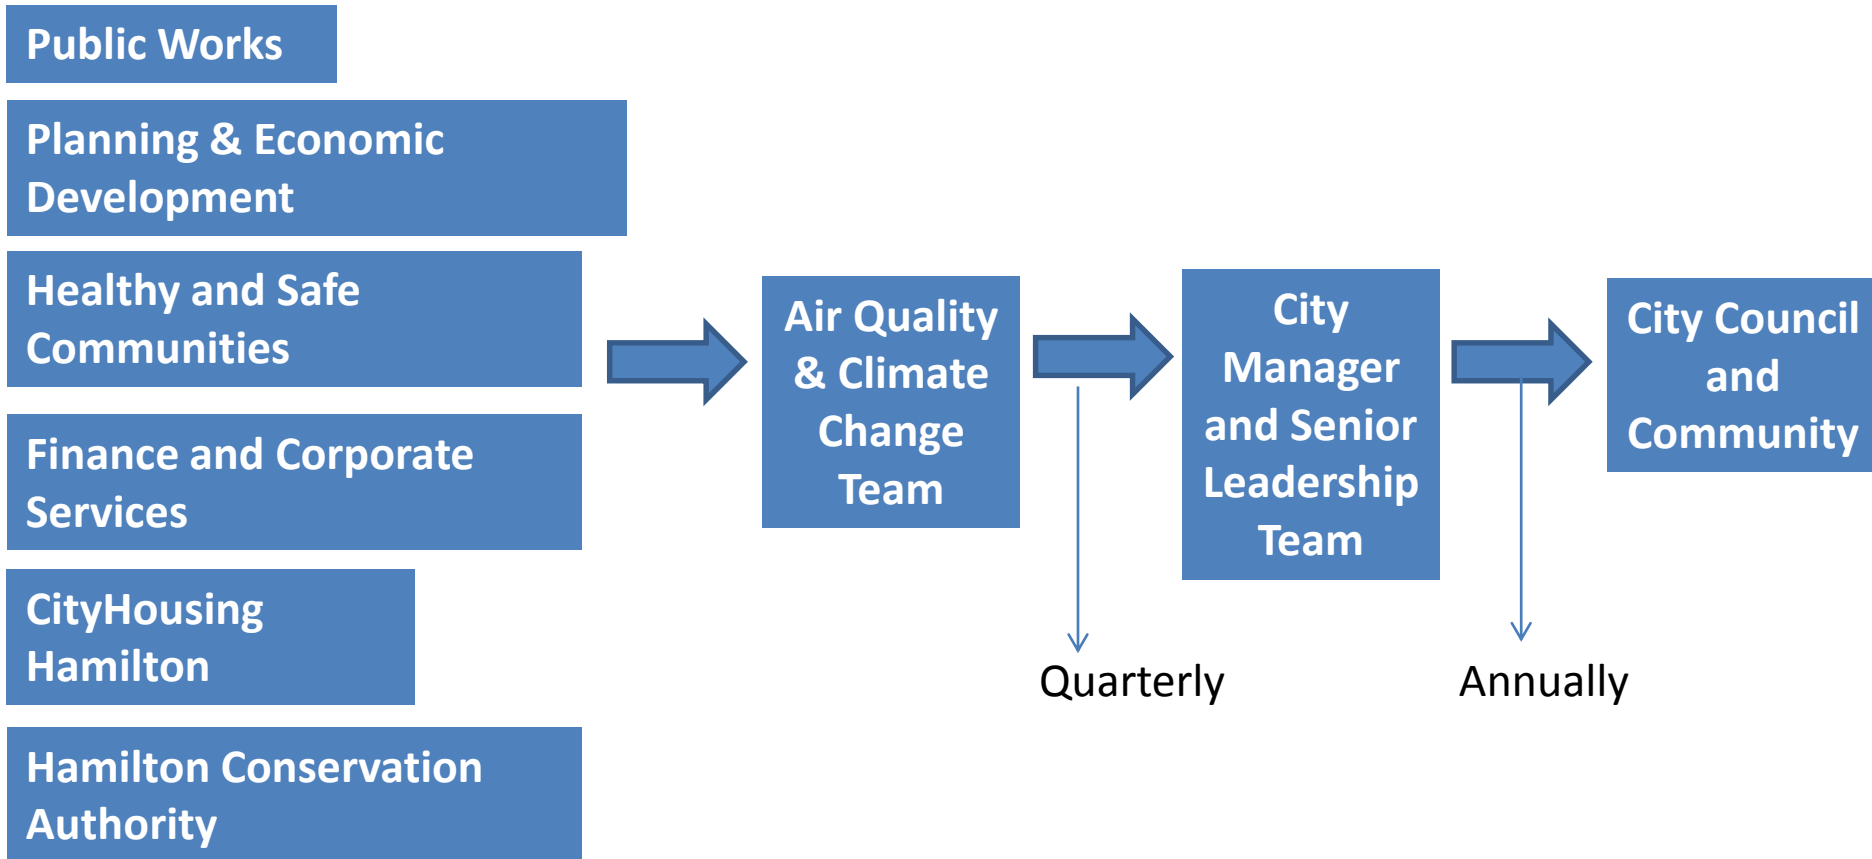 Public Works
Planning & Economic
Development
Healthy and Safe
Communities
Finance and Corporate
Services
CityHousing
Hamilton
Hamilton Conservation
Authority
Air Quality
& Climate
Change
Team
City
Manager
and Senior
Leadership
Team
City Council
and
Community
Quarterly
Annually